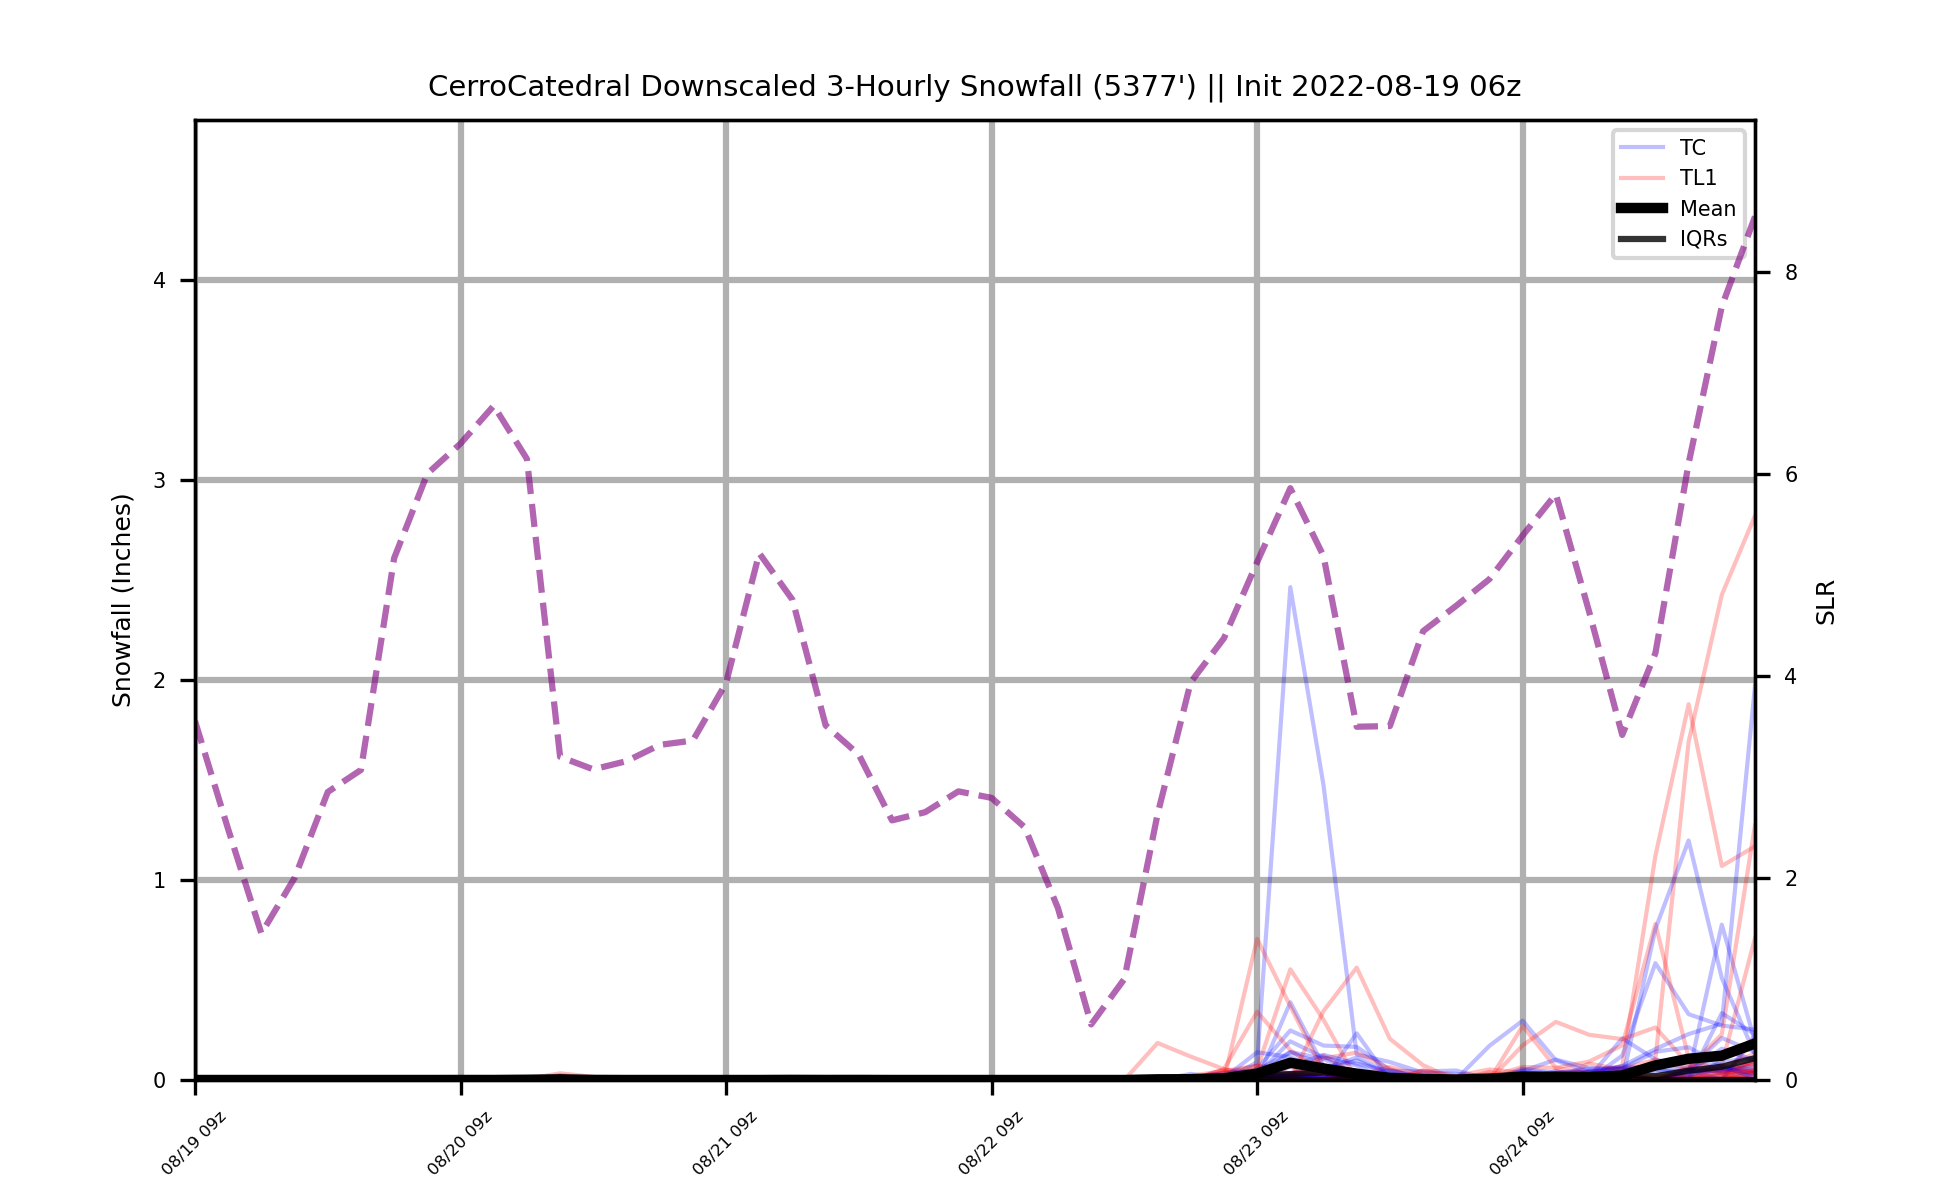 CerroCatedral Downscaled 3-Hourly Snowfall (5377') || Init 2022-08-19 06z
TC
TL1
Mean
IQRs
Snowfall (Inches)
4
3
2
1
0
SLR
8
6
4
2
0
08/19 09z
08/20 09z
08/21 09z
08/22 09z
08/23 09z
08/24 09z